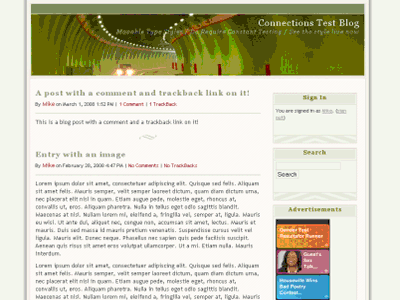 Connections Test Blog
Movable Type Styles / Do Require Constant Testing / See the style live now
A post with a comment and trackback link on it!
By Mike on March 1, 2008 1:52 PM | 1 Comment | 1 TrackBack
This is a blog post with a comment and a trackback link on it!
Entry with an image
By Mike on February 28, 2008 4:47 PM | No Comments | No TrackBacks
Lorem ipsum dolor sit amet, consectetuer adipiscing elit. Quisque sed felis. Aliquam
sit amet felis. Mauris semper, velit semper laoreet dictum, quam diam dictum urna,
nec placerat elit nisl in quam. Etiam augue pede, molestie eget, rhoncus at,
convallis ut, eros. Aliquam pharetra. Nulla in tellus eget odio sagittis blandit.
Maecenas at nisl. Nullam lorem mi, eleifend a, fringilla vel, semper at, ligula. Mauris
eu wisi. Ut ante dui, aliquet nec, congue non, accumsan sit amet, lectus. Mauris et
mauris. Duis sed massa id mauris pretium venenatis. Suspendisse cursus velit vel
ligula. Mauris elit. Donec neque. Phasellus nec sapien quis pede facilisis suscipit.
Aenean quis risus sit amet eros volutpat ullamcorper. Ut a mi. Etiam nulla. Mauris
interdum.
Lorem ipsum dolor sit amet, consectetuer adipiscing elit. Quisque sed felis. Aliquam
sit amet felis. Mauris semper, velit semper laoreet dictum, quam diam dictum urna,
nec placerat elit nisl in quam. Etiam augue pede, molestie eget, rhoncus at,
convallis ut, eros. Aliquam pharetra. Nulla in tellus eget odio sagittis blandit.
Maecenas at nisl. Nullam lorem mi, eleifend a, fringilla vel, semper at, ligula. Mauris
Sign In
You are signed in as Mike. (sign
out)
Search
Search
Advertisements